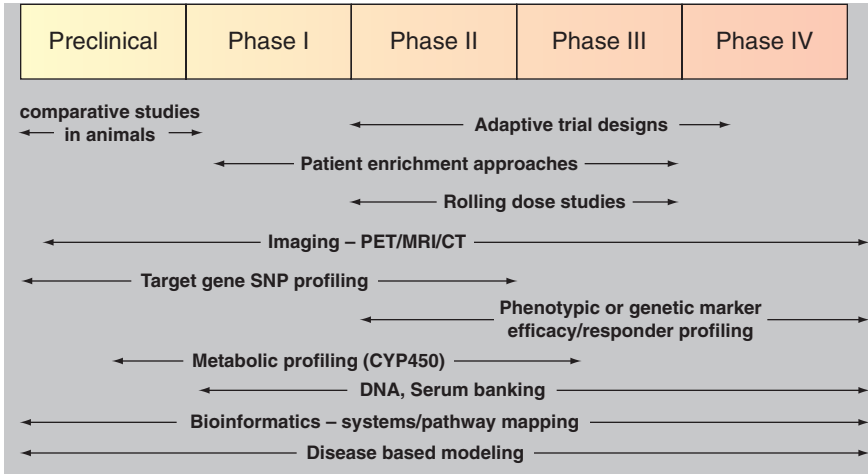 Preclinical Phase I Phase II Phase III Phase IV
comparative studies
in animals
Adaptive trial designs
Patient enrichment approaches
Rolling dose studies
Imaging – PET/MRI/CT
Target gene SNP profiling
Phenotypic or genetic marker
efficacy/responder profiling
Metabolic profiling (CYP450)
DNA, Serum banking
Bioinformatics – systems/pathway mapping
Disease based modeling